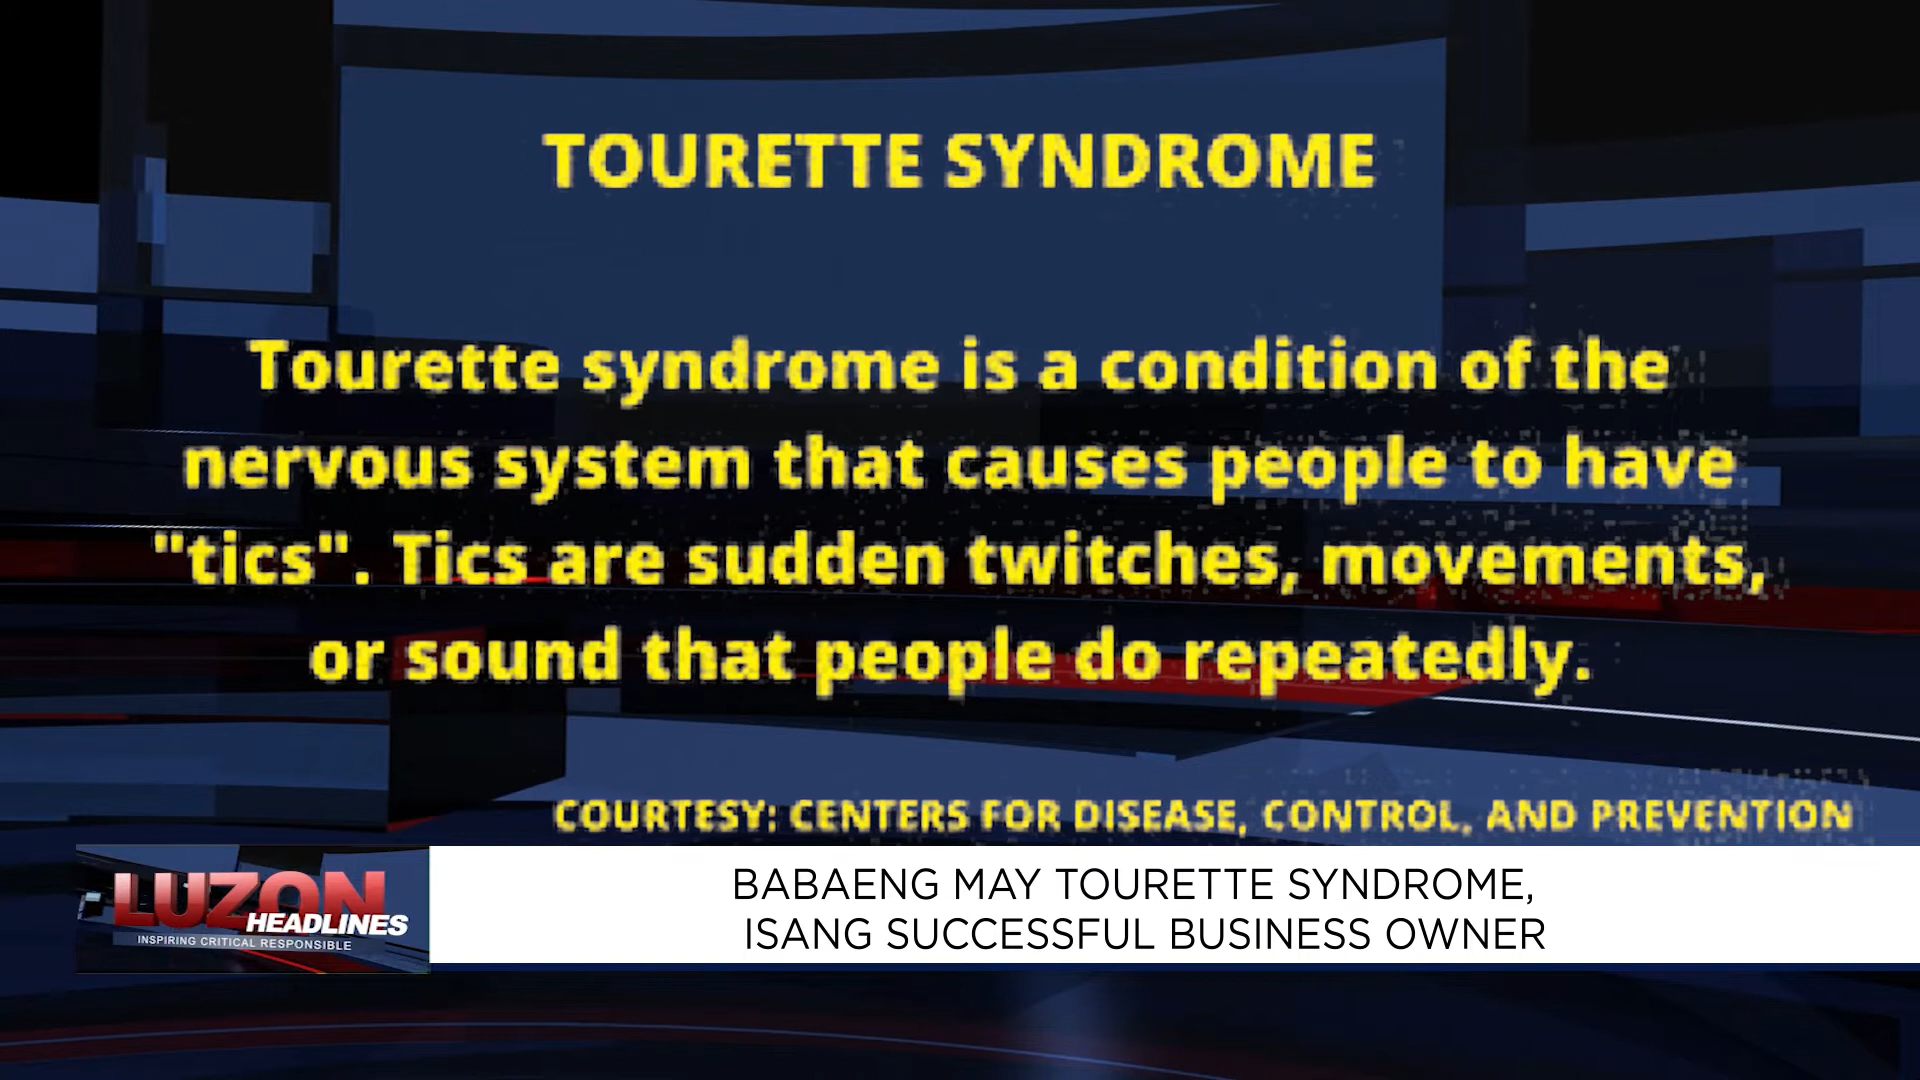 TOURETTE SYNDROME
Tourette syndrome is a condition of the
nervous system that causes people to have
"tics". Tics are sudden twitches, movements,
or sound that people do repeatedly.
COURTESY: CENTERS FOR DISEASE, CONTROL, AND PREVENTION
LUZON
HEADLINES
INSPIRING CRITICAL RESPONSIBLE
BABAENG MAY TOURETTE SYNDROME,
ISANG SUCCESSFUL BUSINESS OWNER